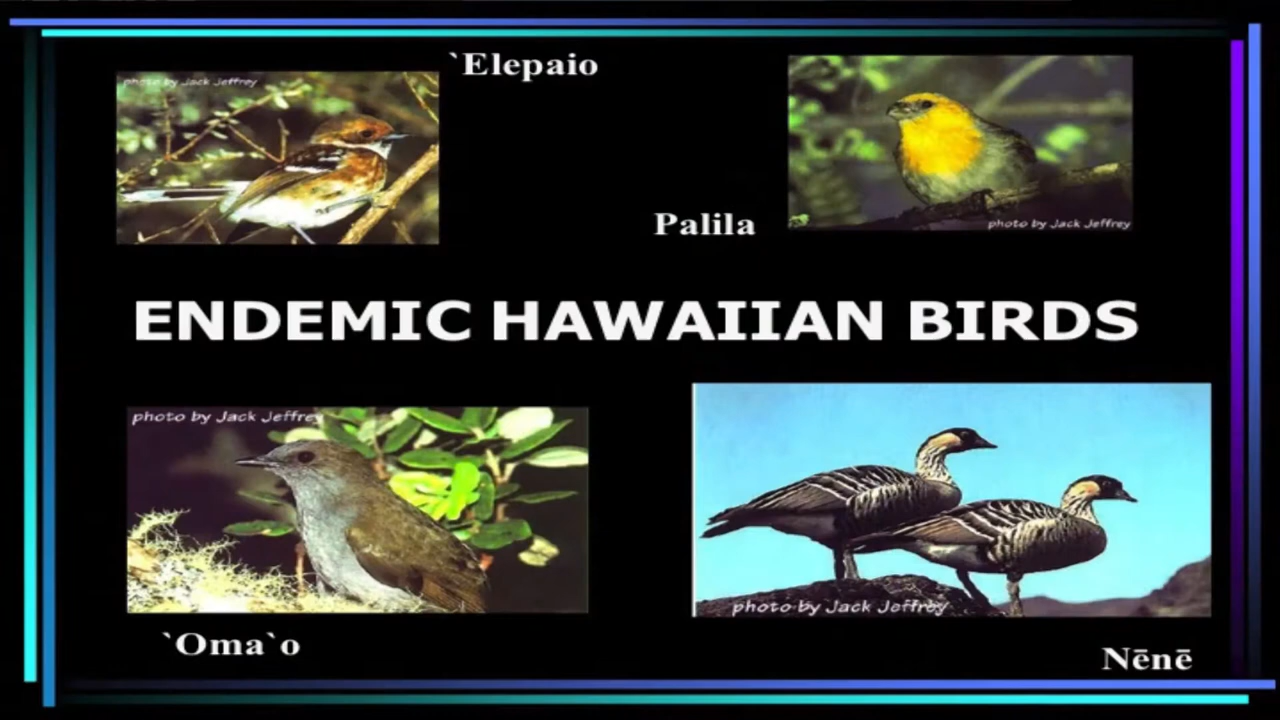 `Elepaio
photo by Jack Jeffrey
Palila
photo by Jack Jeffrey
ENDEMIC HAWAIIAN BIRDS
photo by Jack Jeffrey
photo by Jack Jeffrey
`Oma`o
Nēnē